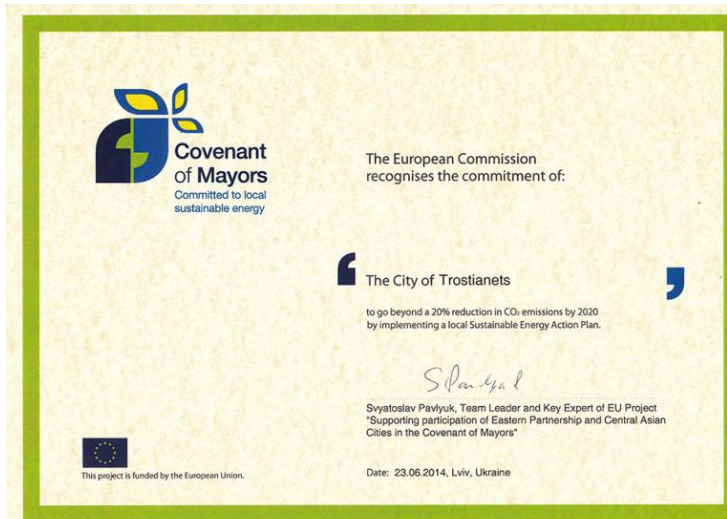 Covenant
of Mayors
Committed to local
sustainable energy
The European Commission
recognises the commitment of:
The City of Trostianets
to go beyond a 20% reduction in CO₂ emissions by 2020
by implementing a local Sustainable Energy Action Plan.
Svyatoslav Pavlyuk, Team Leader and Key Expert of EU Project
"Supporting participation of Eastern Partnership and Central Asian
Cities in the Covenant of Mayors"
This project is funded by the European Union.
Date: 23.06.2014, Lviv, Ukraine